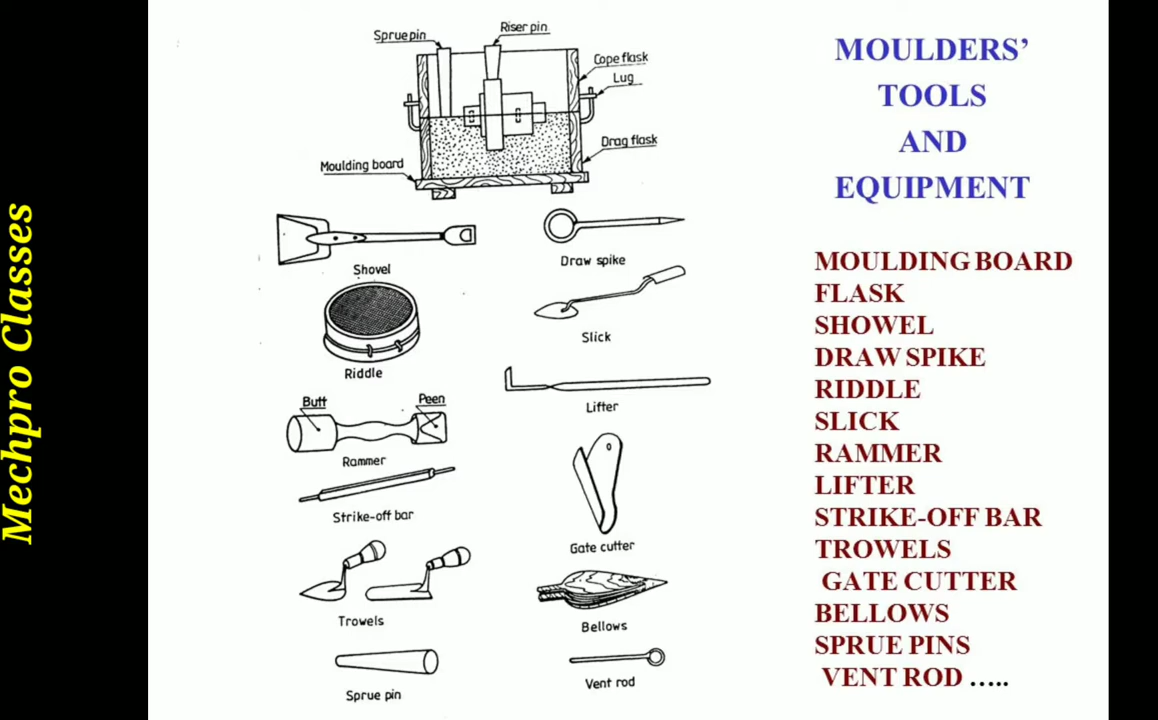 Mechpro Classes
Sprue pin
Riser pin
Cope flask
Lug
Drag flask
Moulding board
Shovel
Draw spike
Riddle
Slick
Butt
Peen
Rammer
Lifter
Strike-off bar
Gate cutter
Trowels
Bellows
Sprue pin
Vent rod
MOULDERS’
TOOLS
AND
EQUIPMENT
MOULDING BOARD
FLASK
SHOWEL
DRAW SPIKE
RIDDLE
SLICK
RAMMER
LIFTER
STRIKE-OFF BAR
TROWELS
GATE CUTTER
BELLOWS
SPRUE PINS
VENT ROD …..